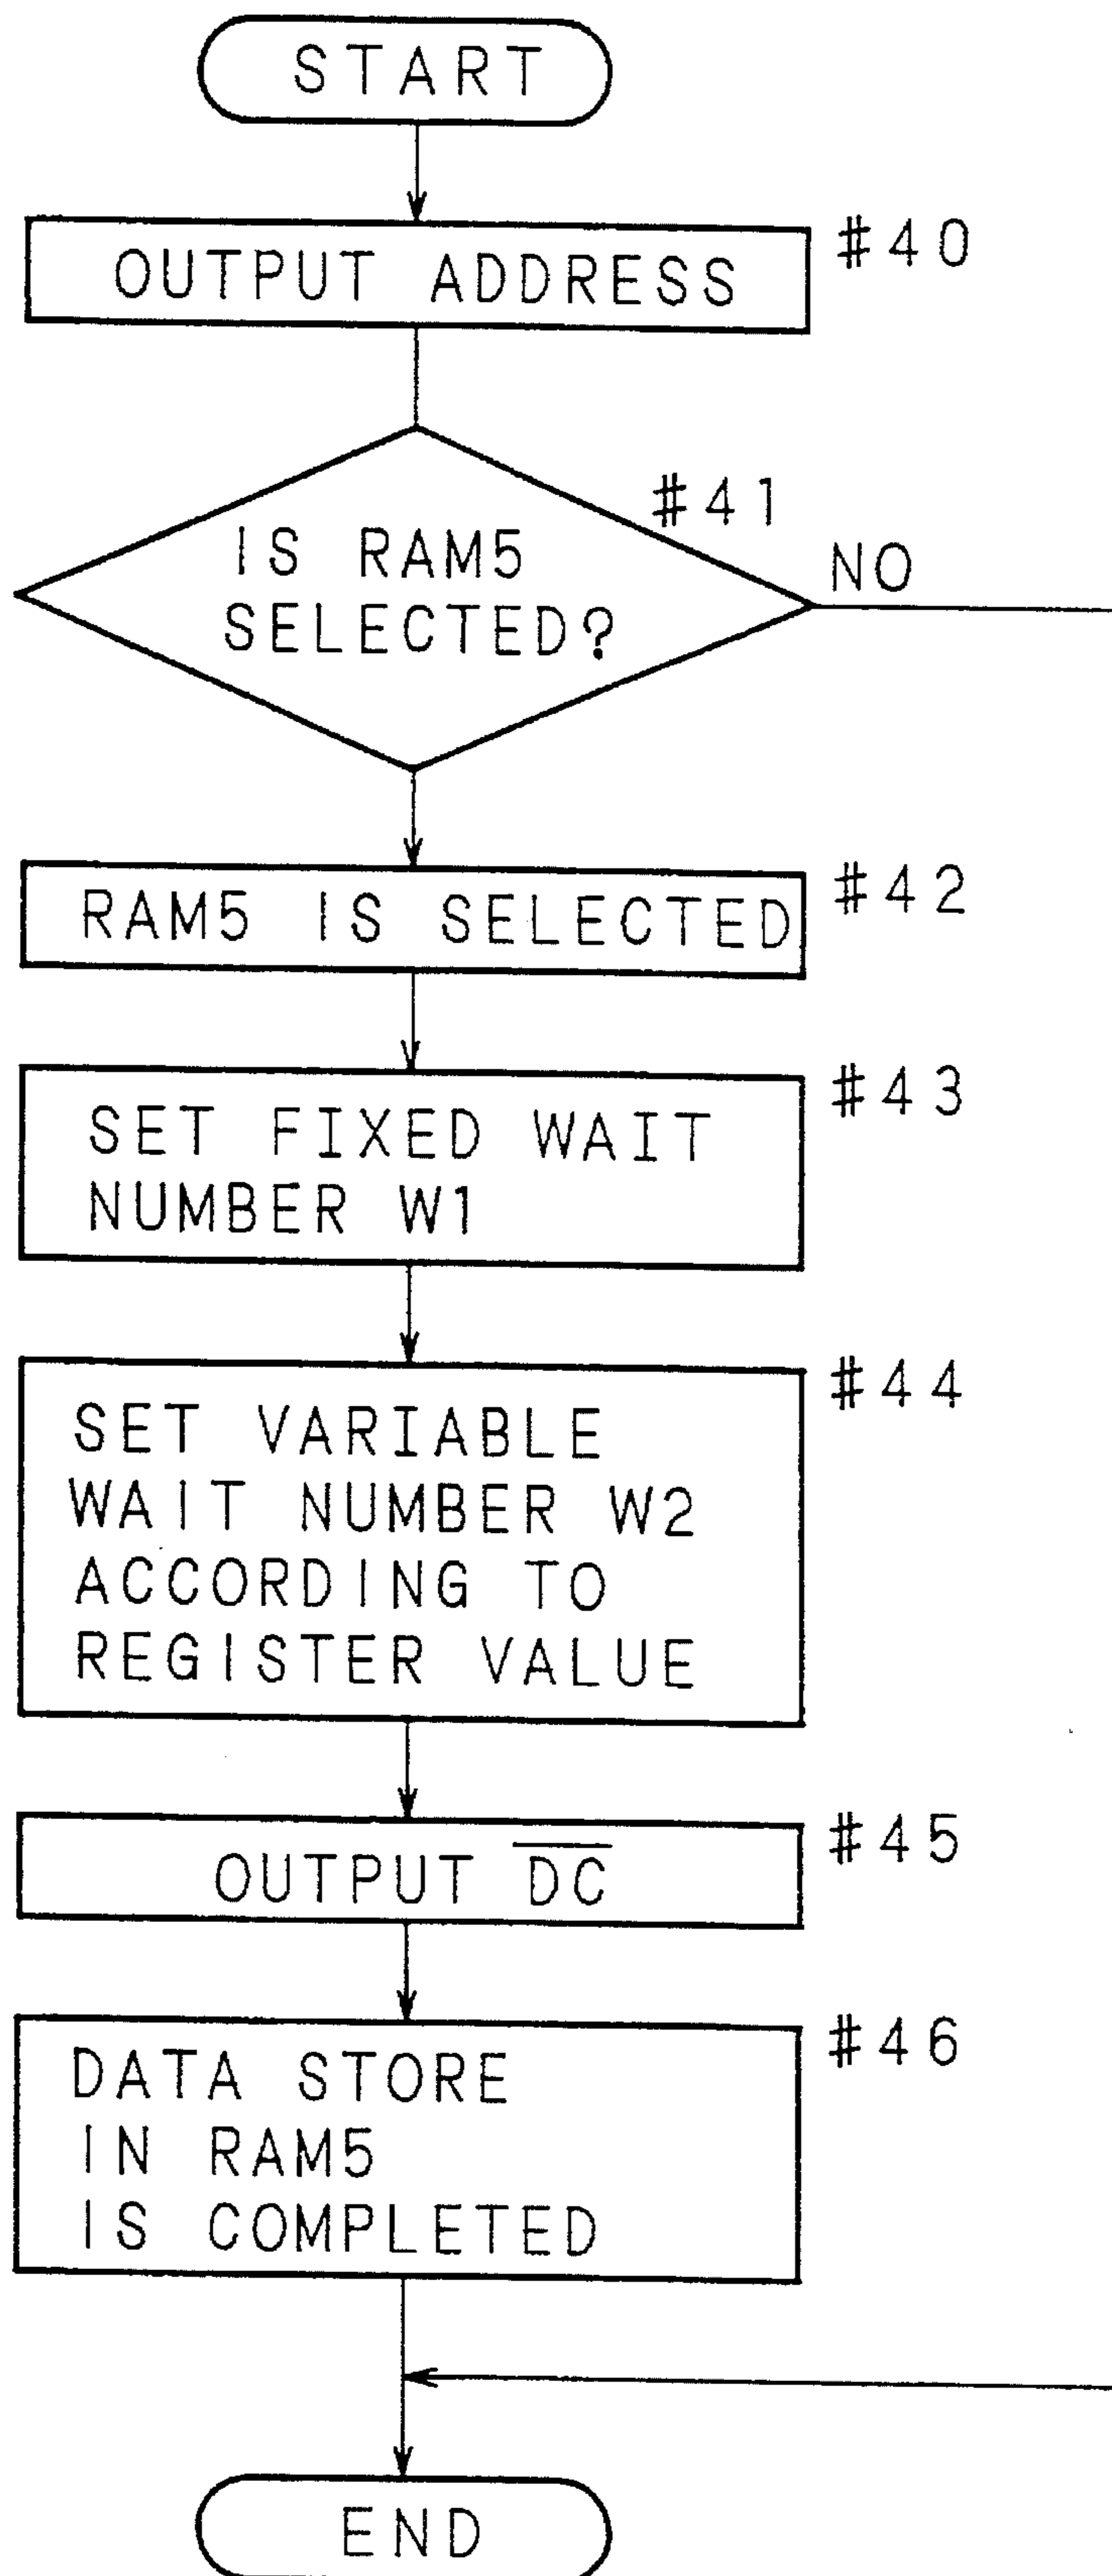 START
#40
OUTPUT ADDRESS
#41
IS RAM5
SELECTED?
NO
#42
RAM5 IS SELECTED
#43
SET FIXED WAIT
NUMBER W1
#44
SET VARIABLE
WAIT NUMBER W2
ACCORDING TO
REGISTER VALUE
#45
OUTPUT D̅C̅
#46
DATA STORE
IN RAM5
IS COMPLETED
END